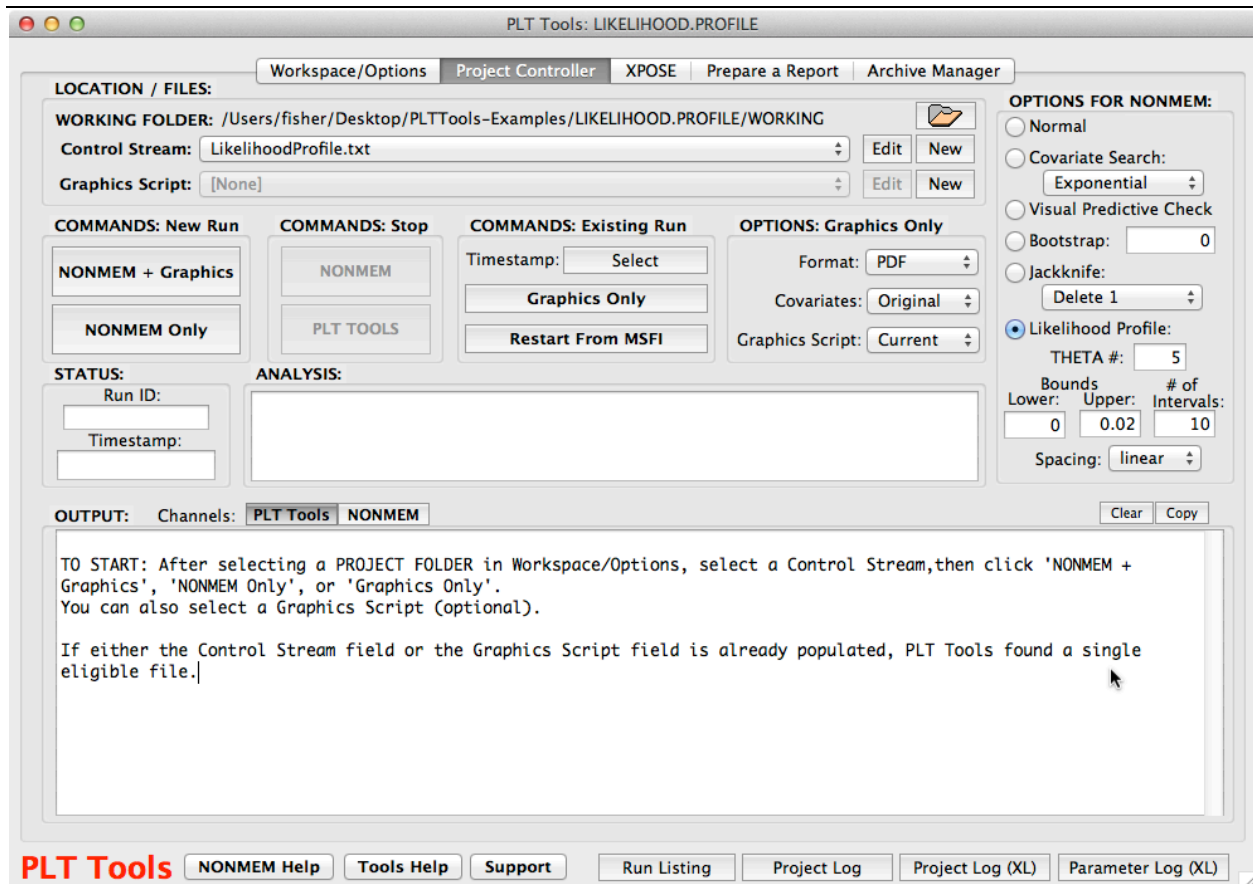 PLT Tools: LIKELIHOOD.PROFILE
Workspace/Options Project Controller XPOSE Prepare a Report Archive Manager
LOCATION / FILES:
WORKING FOLDER: /Users/fisher/Desktop/PLTTools-Examples/LIKELIHOOD.PROFILE/WORKING
Control Stream: LikelihoodProfile.txt Edit New
Graphics Script: [None] Edit New
OPTIONS FOR NONMEM:
Normal
Covariate Search:
Exponential
Visual Predictive Check
Bootstrap: 0
Jackknife:
Delete 1
Likelihood Profile:
THETA #: 5
Bounds # of
Lower: Upper: Intervals:
0 0.02 10
Spacing: linear
COMMANDS: New Run
NONMEM + Graphics
NONMEM Only
COMMANDS: Stop
NONMEM
PLT TOOLS
COMMANDS: Existing Run
Timestamp: Select
Graphics Only
Restart From MSFI
OPTIONS: Graphics Only
Format: PDF
Covariates: Original
Graphics Script: Current
STATUS:
Run ID:
Timestamp:
ANALYSIS:
OUTPUT: Channels: PLT Tools NONMEM Clear Copy
TO START: After selecting a PROJECT FOLDER in Workspace/Options, select a Control Stream,then click 'NONMEM +
Graphics', 'NONMEM Only', or 'Graphics Only'.
You can also select a Graphics Script (optional).
If either the Control Stream field or the Graphics Script field is already populated, PLT Tools found a single
eligible file.
PLT Tools NONMEM Help Tools Help Support Run Listing Project Log Project Log (XL) Parameter Log (XL)